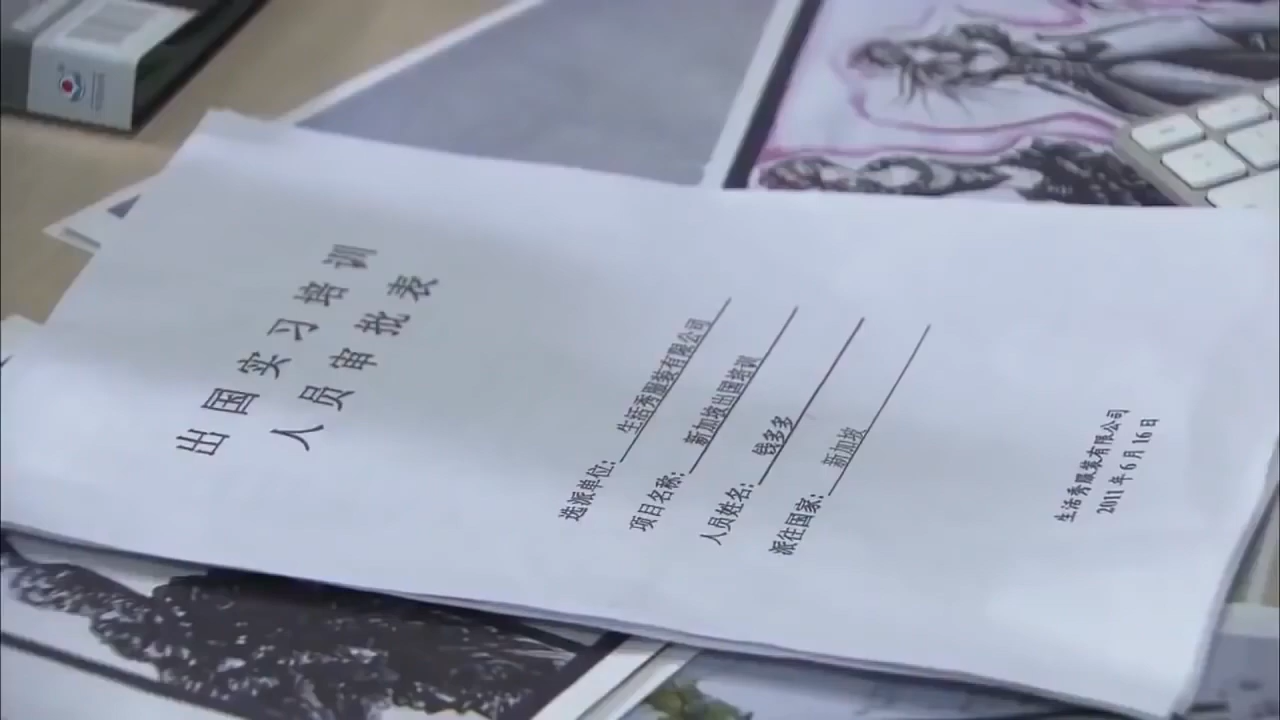 出国实习培训
人员审批表
选派单位：生活秀服装有限公司
项目名称：新加坡出国培训
人员姓名：钱多多
派往国家：新加坡
生活秀服装有限公司
2011年6月16日